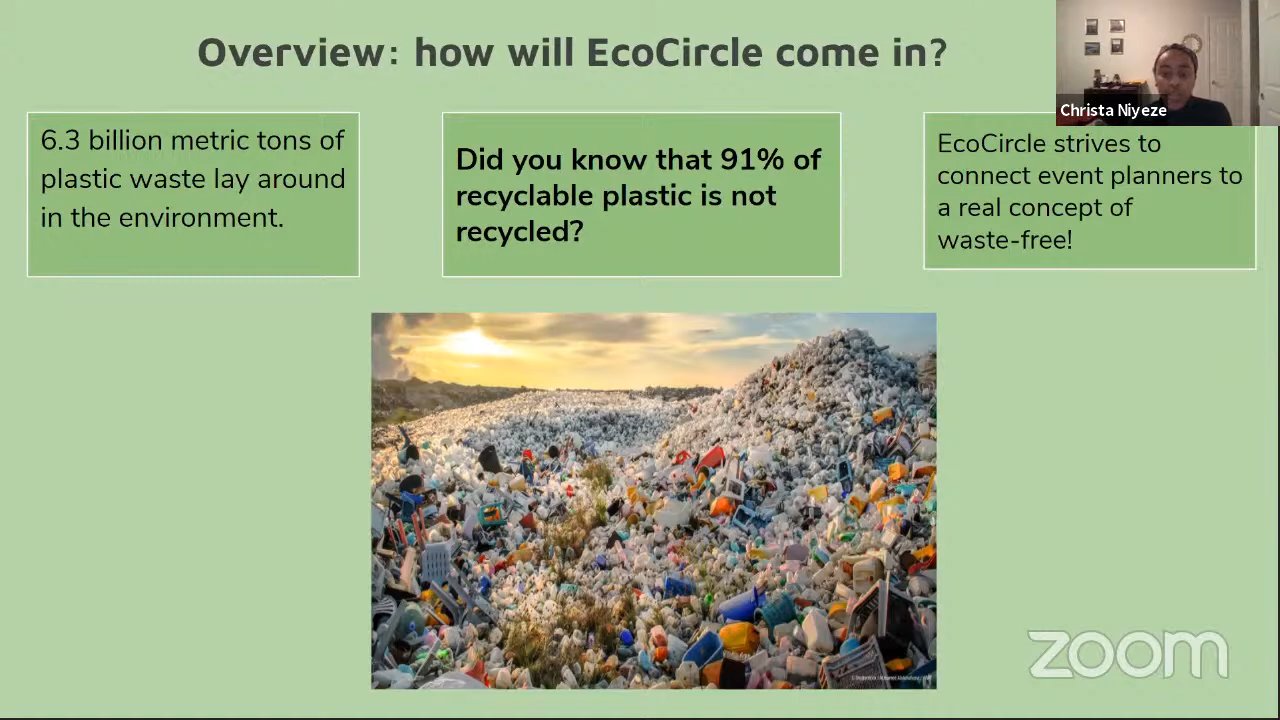 Overview: how will EcoCircle come in?
Christa Niyeze
6.3 billion metric tons of
plastic waste lay around
in the environment.
Did you know that 91% of
recyclable plastic is not
recycled?
EcoCircle strives to
connect event planners to
a real concept of
waste-free!
zoom